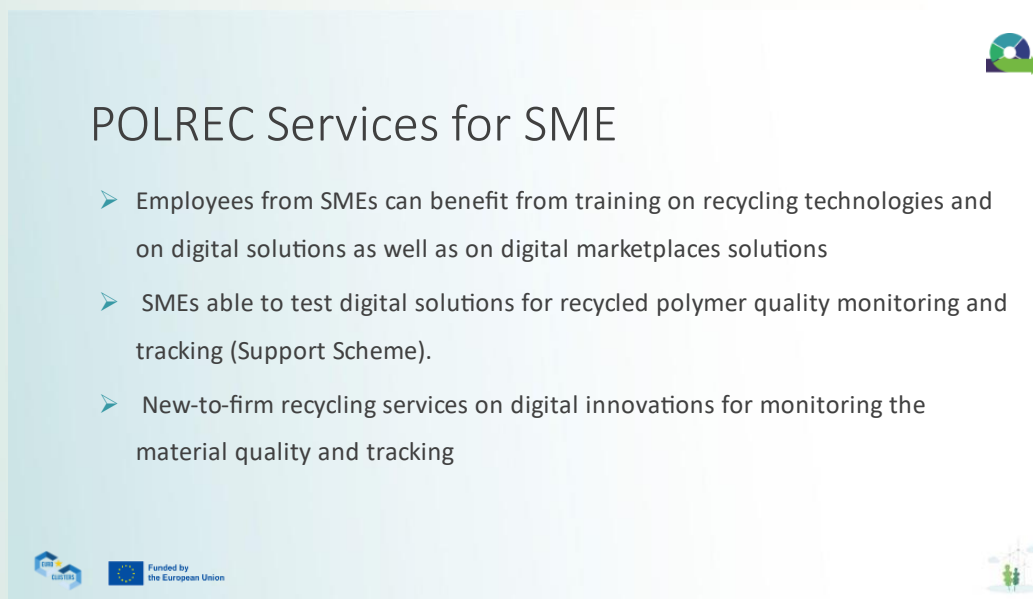 POLREC Services for SME
Employees from SMEs can benefit from training on recycling technologies and
on digital solutions as well as on digital marketplaces solutions
SMEs able to test digital solutions for recycled polymer quality monitoring and
tracking (Support Scheme).
New-to-firm recycling services on digital innovations for monitoring the
material quality and tracking
EURO
CLUSTERS
Funded by
the European Union